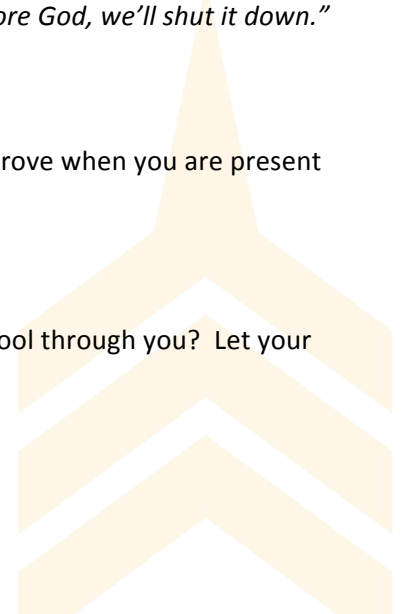 ore God, we’ll shut it down.”
rove when you are present
ool through you?  Let your